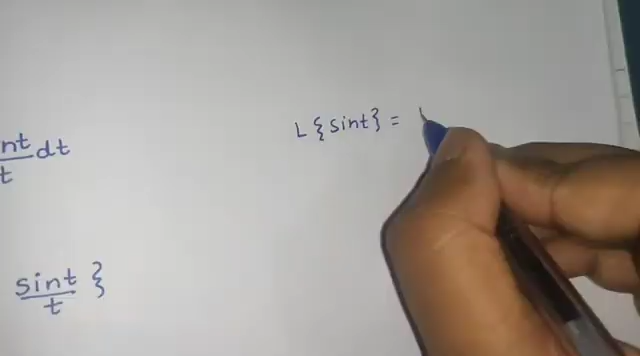 nt/t dt
L{sint} =
sint/t }